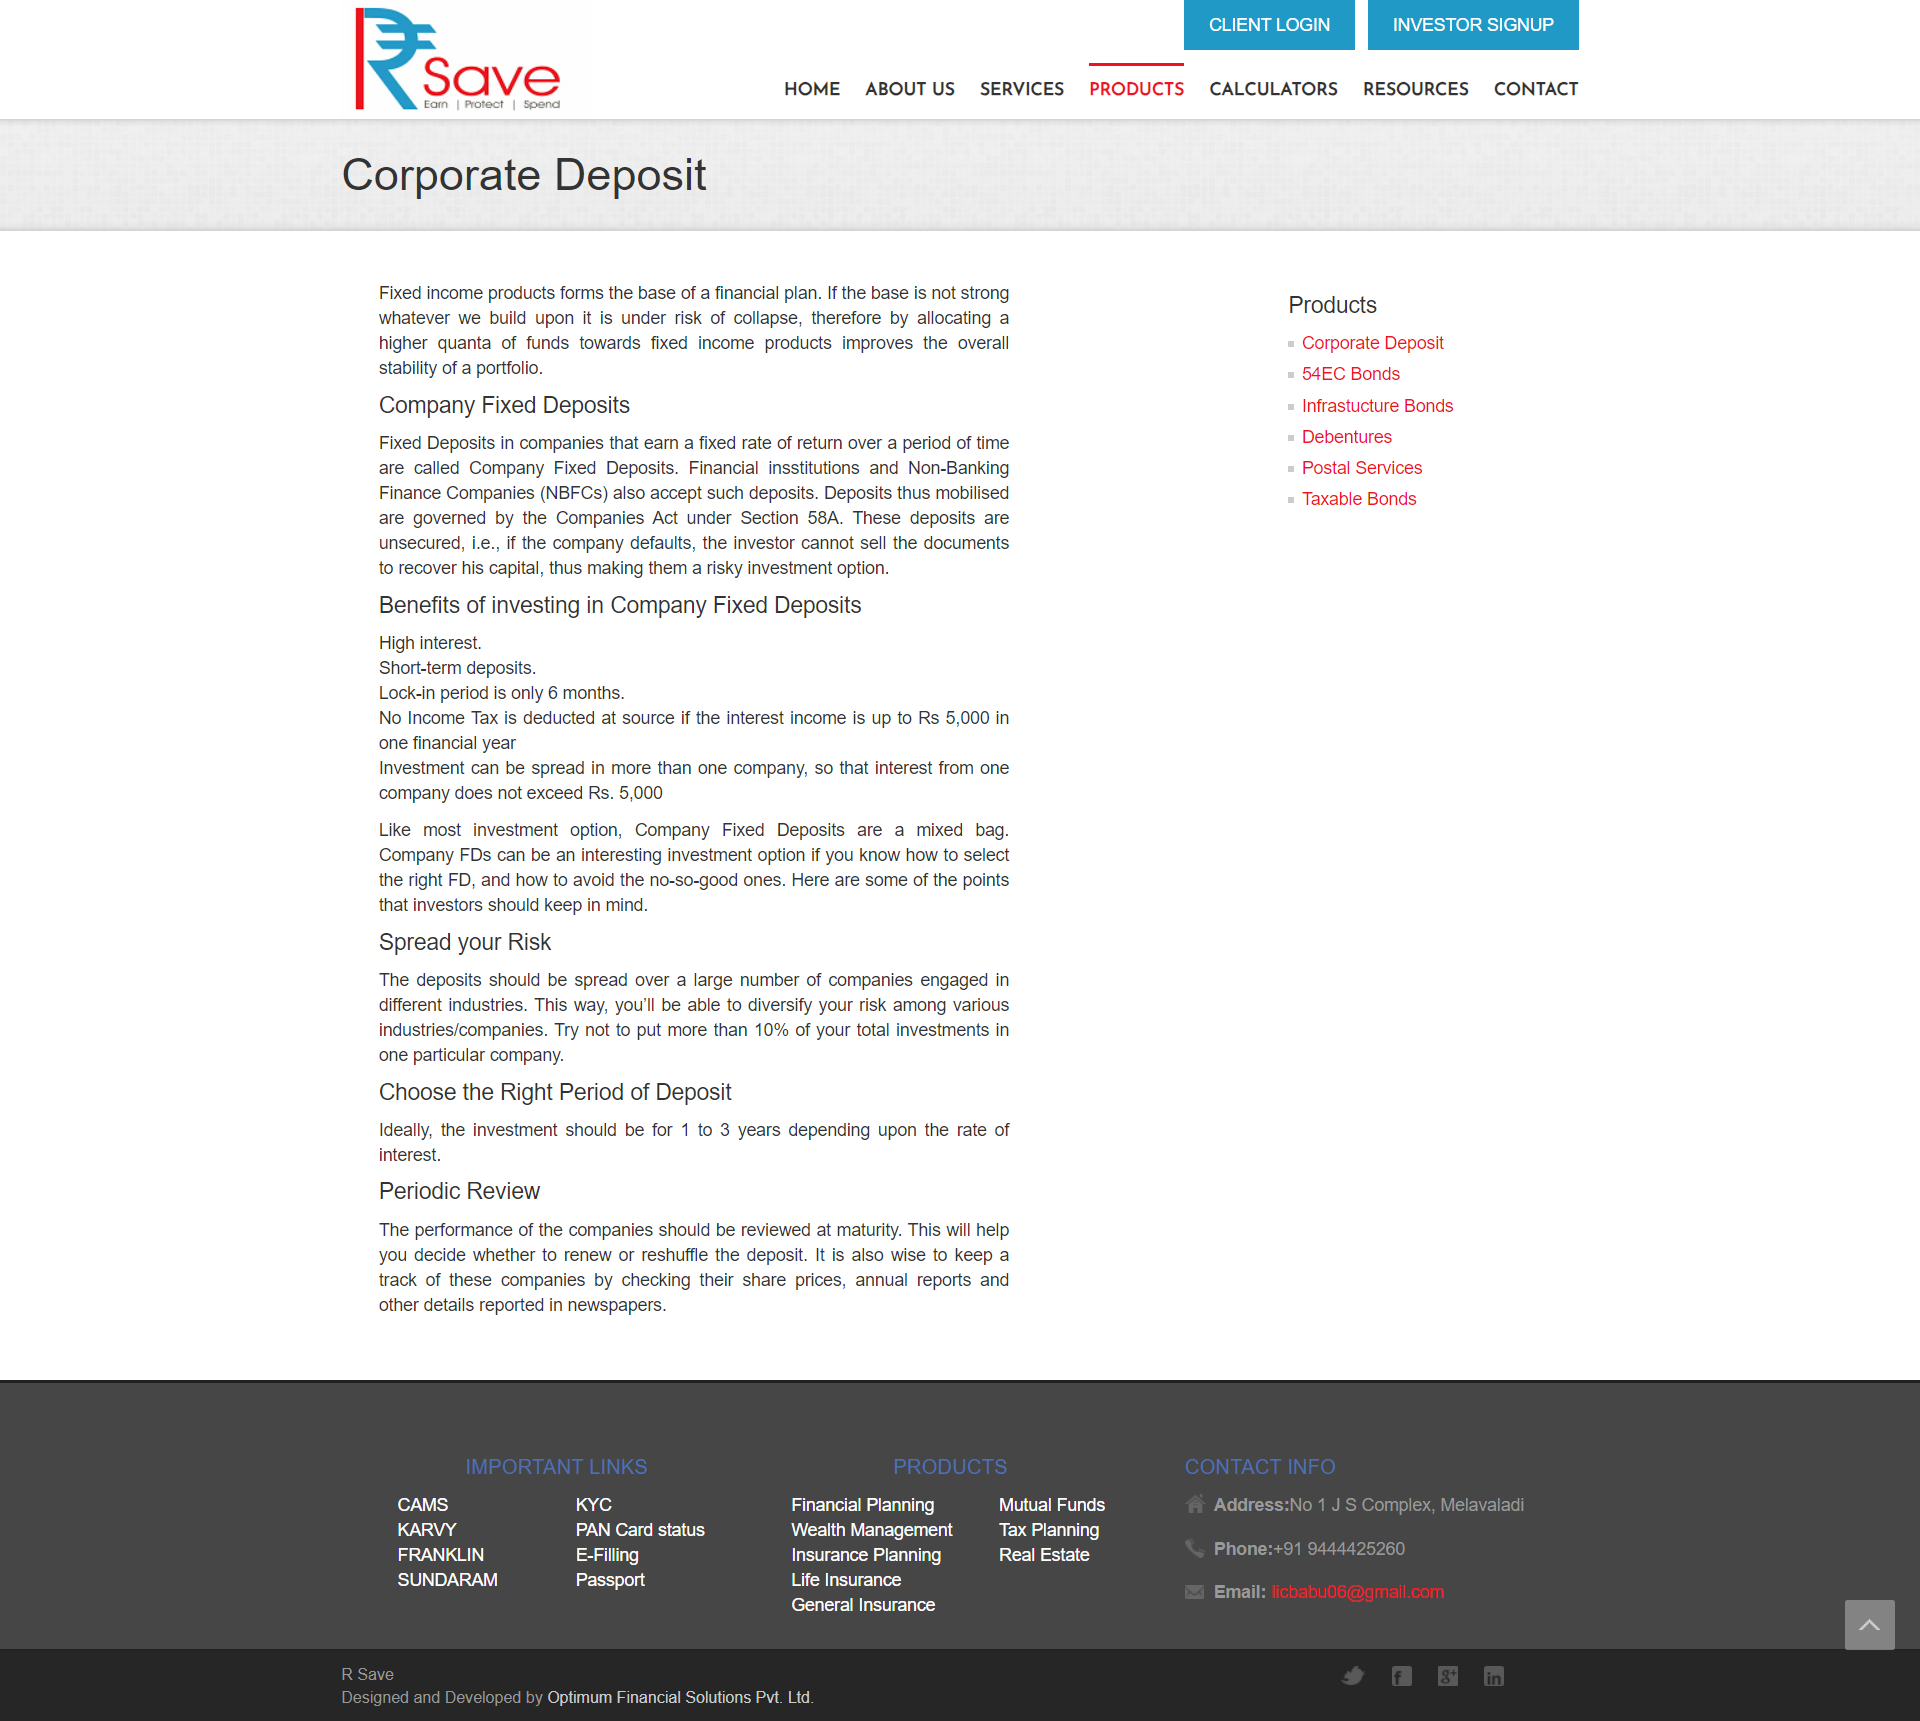 CLIENT LOGIN
INVESTOR SIGNUP
Save
Earn | Protect | Spend
HOME ABOUT US SERVICES PRODUCTS CALCULATORS RESOURCES CONTACT
Corporate Deposit
Fixed income products forms the base of a financial plan. If the base is not strong
whatever we build upon it is under risk of collapse, therefore by allocating a
higher quanta of funds towards fixed income products improves the overall
stability of a portfolio.
Company Fixed Deposits
Fixed Deposits in companies that earn a fixed rate of return over a period of time
are called Company Fixed Deposits. Financial insstitutions and Non-Banking
Finance Companies (NBFCs) also accept such deposits. Deposits thus mobilised
are governed by the Companies Act under Section 58A. These deposits are
unsecured, i.e., if the company defaults, the investor cannot sell the documents
to recover his capital, thus making them a risky investment option.
Benefits of investing in Company Fixed Deposits
High interest.
Short-term deposits.
Lock-in period is only 6 months.
No Income Tax is deducted at source if the interest income is up to Rs 5,000 in
one financial year
Investment can be spread in more than one company, so that interest from one
company does not exceed Rs. 5,000
Like most investment option, Company Fixed Deposits are a mixed bag.
Company FDs can be an interesting investment option if you know how to select
the right FD, and how to avoid the no-so-good ones. Here are some of the points
that investors should keep in mind.
Spread your Risk
The deposits should be spread over a large number of companies engaged in
different industries. This way, you’ll be able to diversify your risk among various
industries/companies. Try not to put more than 10% of your total investments in
one particular company.
Choose the Right Period of Deposit
Ideally, the investment should be for 1 to 3 years depending upon the rate of
interest.
Periodic Review
The performance of the companies should be reviewed at maturity. This will help
you decide whether to renew or reshuffle the deposit. It is also wise to keep a
track of these companies by checking their share prices, annual reports and
other details reported in newspapers.
Products
Corporate Deposit
54EC Bonds
Infrastucture Bonds
Debentures
Postal Services
Taxable Bonds
IMPORTANT LINKS
CAMS
KARVY
FRANKLIN
SUNDARAM
KYC
PAN Card status
E-Filling
Passport
PRODUCTS
Financial Planning
Wealth Management
Insurance Planning
Life Insurance
General Insurance
Mutual Funds
Tax Planning
Real Estate
CONTACT INFO
Address:No 1 J S Complex, Melavaladi
Phone:+91 9444425260
Email: licbabu06@gmail.com
R Save
Designed and Developed by Optimum Financial Solutions Pvt. Ltd.